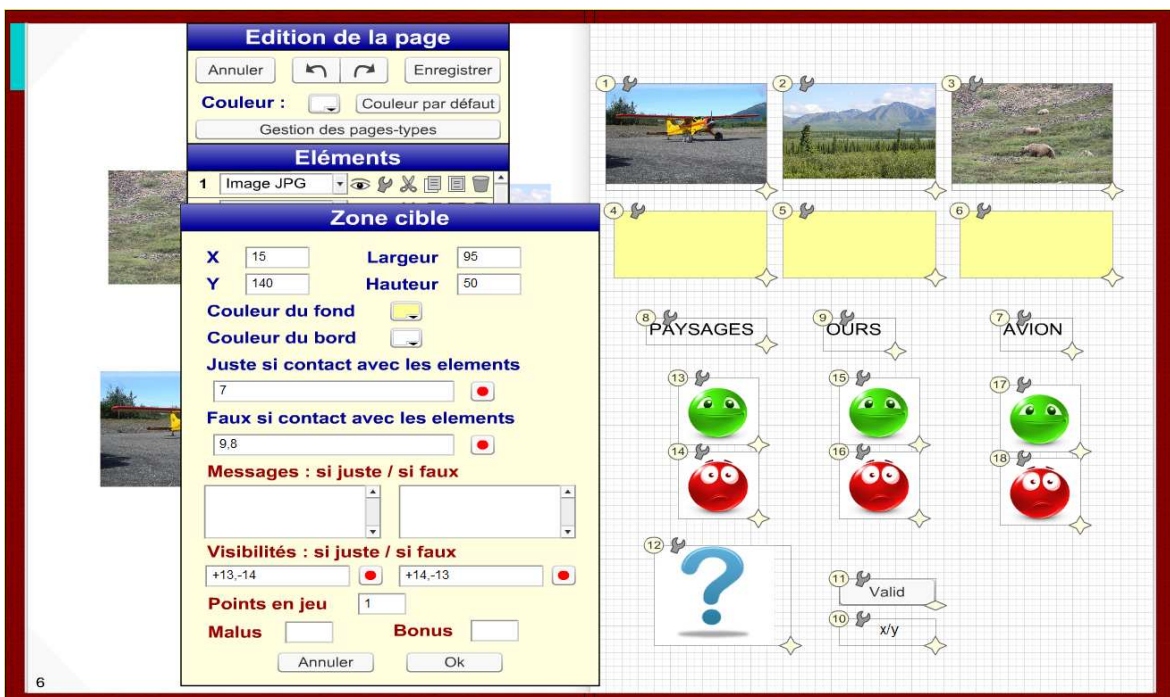 Edition de la page
Annuler
Enregistrer
Couleur :
Couleur par défaut
Gestion des pages-types
Eléments
1 Image JPG
Zone cible
X 15 Largeur 95
Y 140 Hauteur 50
Couleur du fond
Couleur du bord
Juste si contact avec les elements
7
Faux si contact avec les elements
9,8
Messages : si juste / si faux
Visibilités : si juste / si faux
+13,-14 +14,-13
Points en jeu 1
Malus Bonus
Annuler Ok
6
1 2 3
4 5 6
8 9 7
PAYSAGES OURS AVION
13 15 17
14 16 18
12
11
Valid
10
x/y